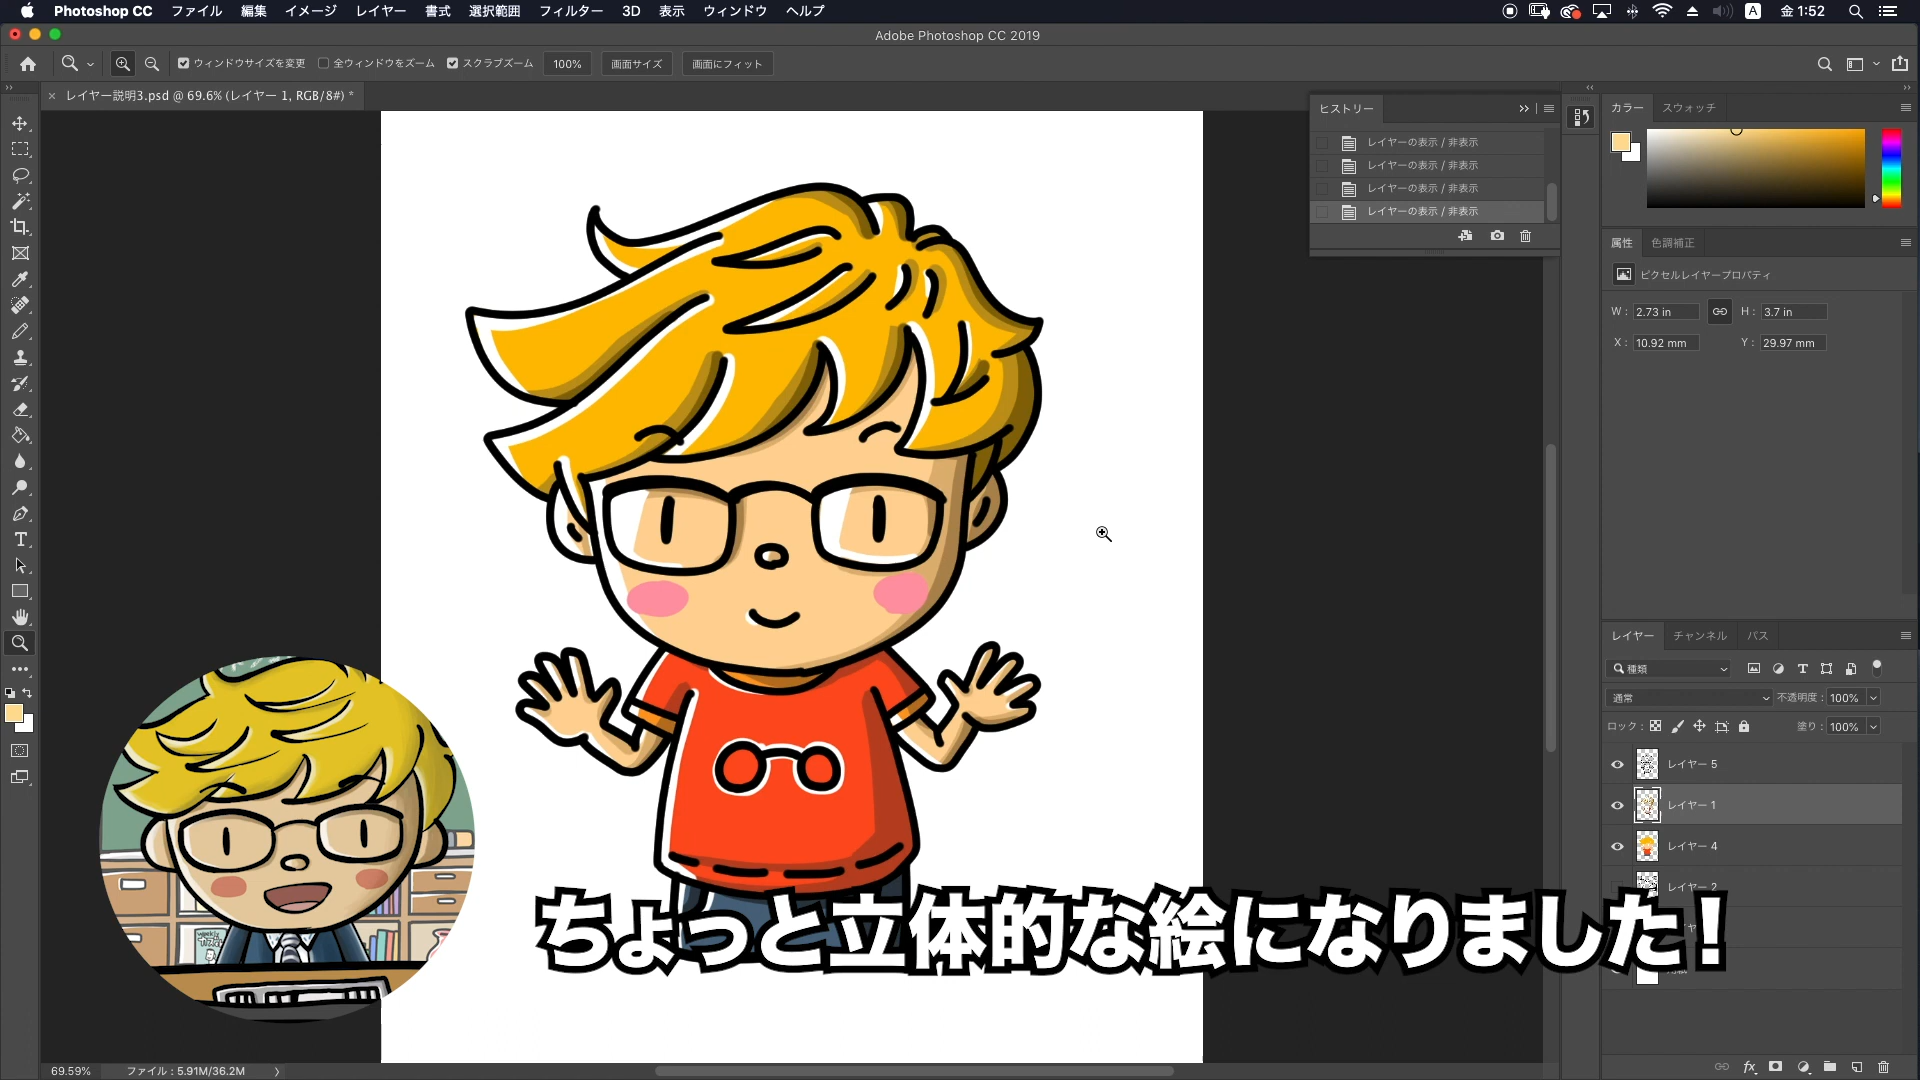 Photoshop CC ファイル 編集 イメージ レイヤー 書式 選択範囲 フィルター 3D 表示 ウィンドウ ヘルプ
A 金1:52
Adobe Photoshop CC 2019
ウィンドウサイズを変更 全ウィンドウをズーム スクラブズーム 100% 画面サイズ 画面にフィット
レイヤー説明3.psd @ 69.6% (レイヤー 1, RGB/8#) *
ヒストリー
レイヤーの表示 / 非表示
レイヤーの表示 / 非表示
レイヤーの表示 / 非表示
レイヤーの表示 / 非表示
カラー スウォッチ
属性 色調補正
ピクセルレイヤープロパティ
W: 2.73 in H: 3.7 in
X: 10.92 mm Y: 29.97 mm
レイヤー チャンネル パス
種類
通常 不透明度: 100%
ロック: 塗り: 100%
レイヤー 5
レイヤー 1
レイヤー 4
レイヤー 2
ちょっと立体的な絵になりました！
69.59% ファイル: 5.91M/36.2M